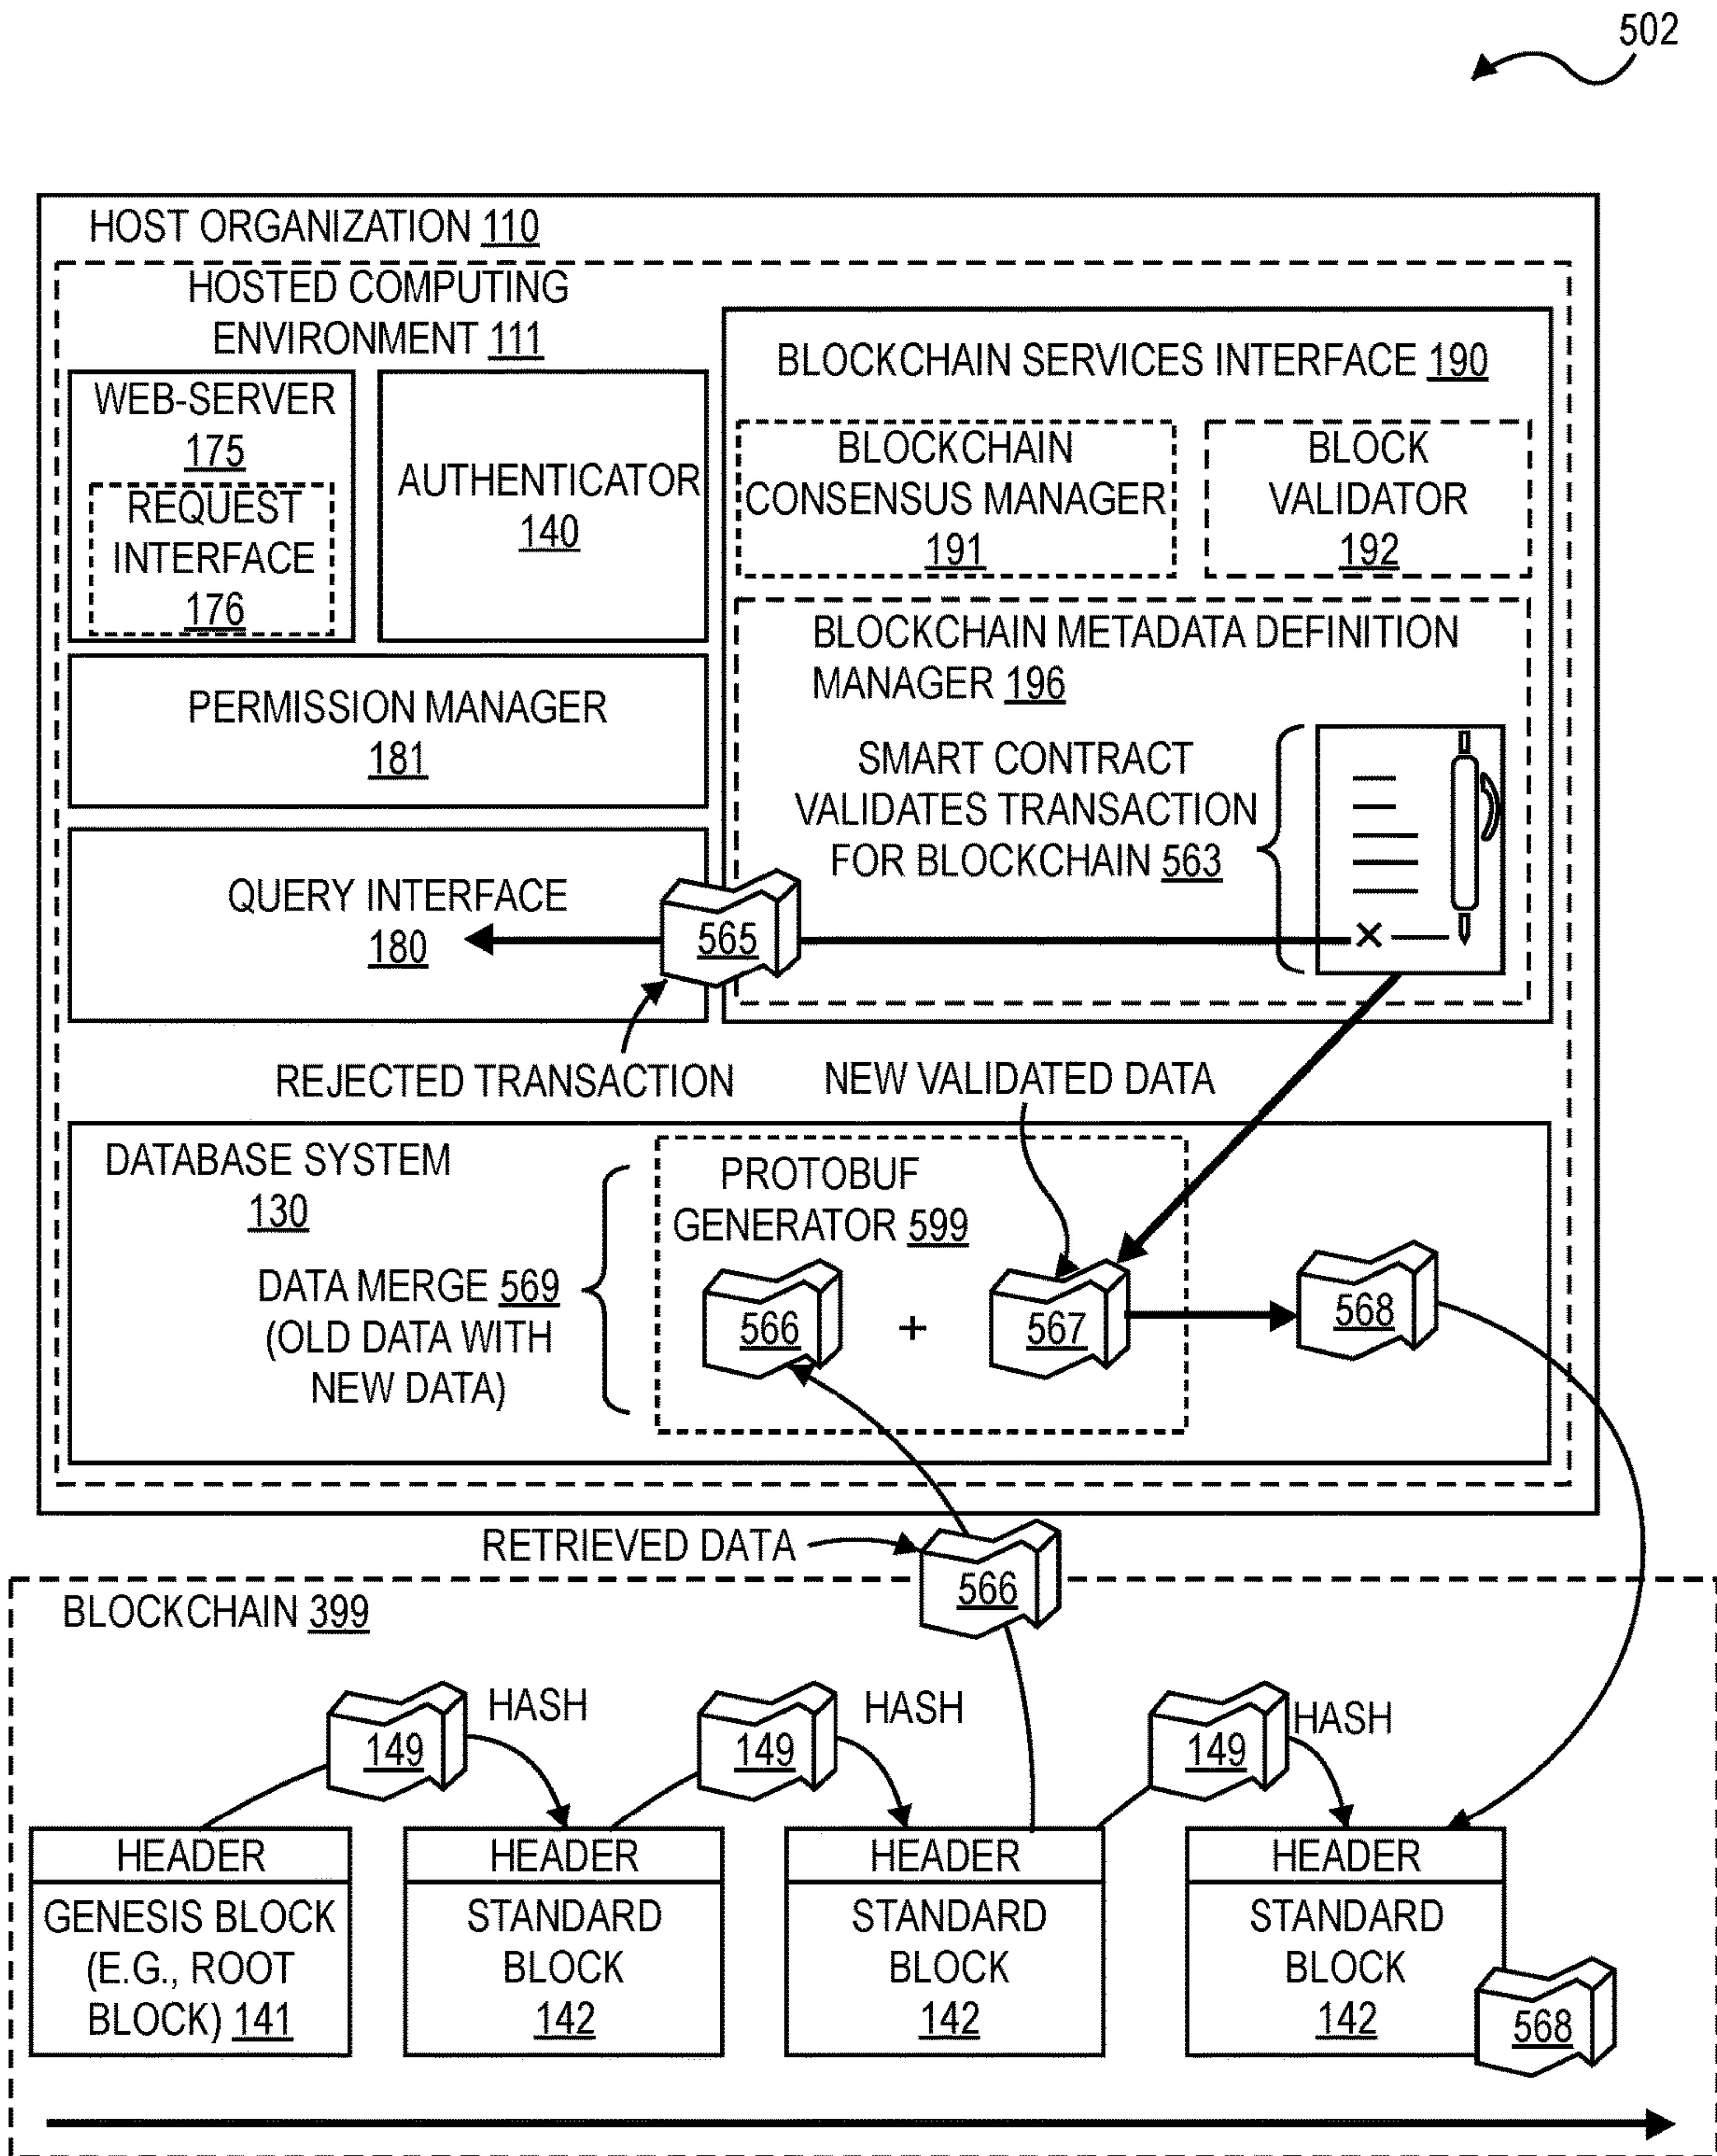 502
HOST ORGANIZATION 110
HOSTED COMPUTING
ENVIRONMENT 111
WEB-SERVER
175
REQUEST
INTERFACE
176
AUTHENTICATOR
140
PERMISSION MANAGER
181
QUERY INTERFACE
180
BLOCKCHAIN SERVICES INTERFACE 190
BLOCKCHAIN
CONSENSUS MANAGER
191
BLOCK
VALIDATOR
192
BLOCKCHAIN METADATA DEFINITION
MANAGER 196
SMART CONTRACT
VALIDATES TRANSACTION
FOR BLOCKCHAIN 563
×
565
REJECTED TRANSACTION
NEW VALIDATED DATA
DATABASE SYSTEM
130
DATA MERGE 569
(OLD DATA WITH
NEW DATA)
PROTOBUF
GENERATOR 599
566
+
567
568
RETRIEVED DATA
566
BLOCKCHAIN 399
149
HASH
149
HASH
149
HASH
HEADER
GENESIS BLOCK
(E.G., ROOT
BLOCK) 141
HEADER
STANDARD
BLOCK
142
HEADER
STANDARD
BLOCK
142
HEADER
STANDARD
BLOCK
142
568